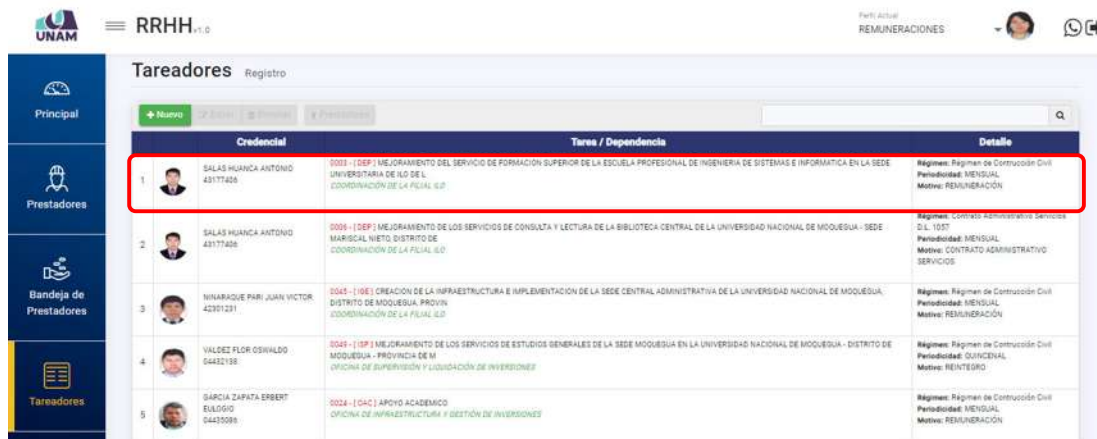 UNAM
RRHH v1.0
Perfil Actual
REMUNERACIONES
Principal
Prestadores
Bandeja de
Prestadores
Tareadores
Tareadores Registro
+ Nuevo
Credencial
Tarea / Dependencia
Detalle
1
SALAS HUANCA ANTONIO
43177406
0003 - [ DEP ] MEJORAMIENTO DEL SERVICIO DE FORMACION SUPERIOR DE LA ESCUELA PROFESIONAL DE INGENIERIA DE SISTEMAS E INFORMATICA EN LA SEDE
UNIVERSITARIA DE ILO DE L
COORDINACIÓN DE LA FILIAL ILO
Régimen: Régimen de Contrucción Civil
Periodicidad: MENSUAL
Motivo: REMUNERACIÓN
2
SALAS HUANCA ANTONIO
43177406
0006 - [ DEP ] MEJORAMIENTO DE LOS SERVICIOS DE CONSULTA Y LECTURA DE LA BIBLIOTECA CENTRAL DE LA UNIVERSIDAD NACIONAL DE MOQUEGUA - SEDE
MARISCAL NIETO, DISTRITO DE
COORDINACIÓN DE LA FILIAL ILO
Régimen: Contrato Administrativo Servicios
D.L. 1057
Periodicidad: MENSUAL
Motivo: CONTRATO ADMINISTRATIVO
SERVICIOS
3
NINARAQUE PARI JUAN VICTOR
42301231
0045 - [ IGE ] CREACION DE LA INFRAESTRUCTURA E IMPLEMENTACION DE LA SEDE CENTRAL ADMINISTRATIVA DE LA UNIVERSIDAD NACIONAL DE MOQUEGUA,
DISTRITO DE MOQUEGUA, PROVIN
COORDINACIÓN DE LA FILIAL ILO
Régimen: Régimen de Contrucción Civil
Periodicidad: MENSUAL
Motivo: REMUNERACIÓN
4
VALDEZ FLOR OSWALDO
04432138
0049 - [ ISP ] MEJORAMIENTO DE LOS SERVICIOS DE ESTUDIOS GENERALES DE LA SEDE MOQUEGUA EN LA UNIVERSIDAD NACIONAL DE MOQUEGUA - DISTRITO DE
MOQUEGUA - PROVINCIA DE M
OFICINA DE SUPERVISIÓN Y LIQUIDACIÓN DE INVERSIONES
Régimen: Régimen de Contrucción Civil
Periodicidad: QUINCENAL
Motivo: REINTEGRO
5
GARCIA ZAPATA ERBERT
EULOGIO
04435086
0024 - [ OAC ] APOYO ACADEMICO
OFICINA DE INFRAESTRUCTURA Y GESTIÓN DE INVERSIONES
Régimen: Régimen de Contrucción Civil
Periodicidad: MENSUAL
Motivo: REMUNERACIÓN